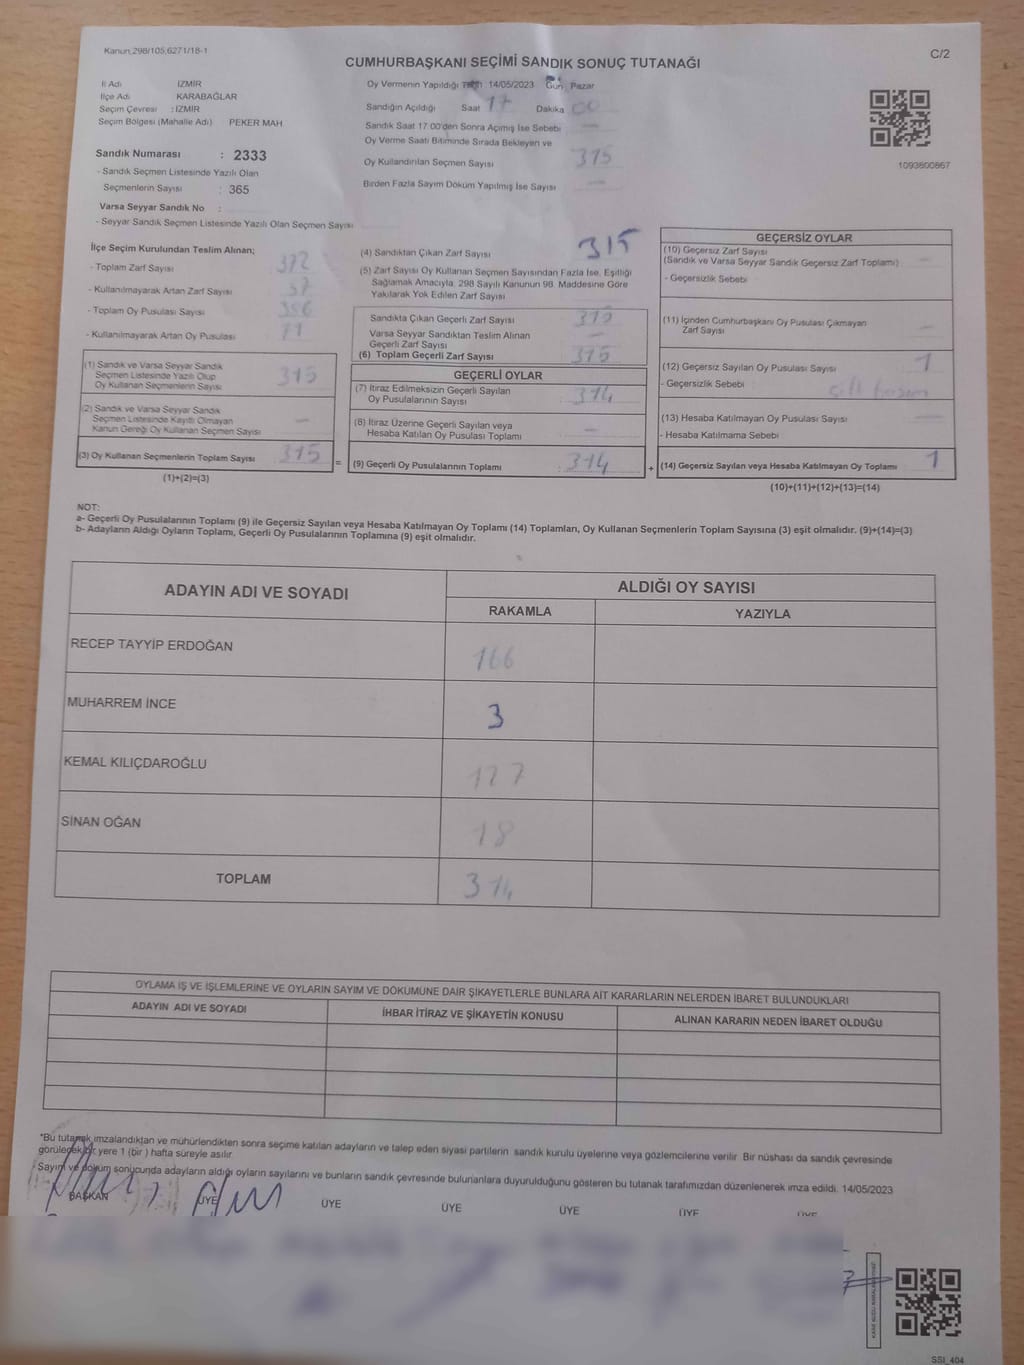 Kanun,298/105,6271/18-1
C/2
CUMHURBAŞKANI SEÇİMİ SANDIK SONUÇ TUTANAĞI
İl Adı İZMİR
İlçe Adı KARABAĞLAR
Seçim Çevresi : İZMİR
Seçim Bölgesi (Mahalle Adı) PEKER MAH
Sandık Numarası : 2333
- Sandık Seçmen Listesinde Yazılı Olan
Seçmenlerin Sayısı : 365
Varsa Seyyar Sandık No :
- Seyyar Sandık Seçmen Listesinde Yazılı Olan Seçmen Sayısı
Oy Vermenin Yapıldığı 14/05/2023 Gün Pazar
Sandığın Açıldığı Saat 17 Dakika 00
Sandık Saat 17:00'den Sonra Açımış İse Sebebi —
Oy Verme Saati Bitiminde Sırada Bekleyen ve
Oy Kullandırılan Seçmen Sayısı 315
Birden Fazla Sayım Döküm Yapılmış İse Sayısı —
1093800867
İlçe Seçim Kurulundan Teslim Alınan;
- Toplam Zarf Sayısı 372
- Kullanılmayarak Artan Zarf Sayısı 57
- Toplam Oy Pusulası Sayısı 386
- Kullanılmayarak Artan Oy Pusulası 71
(1) Sandık ve Varsa Seyyar Sandık
Seçmen Listesinde Yazılı Olup
Oy Kullanan Seçmenlerin Sayısı 315
(2) Sandık ve Varsa Seyyar Sandık
Seçmen Listesinde Kayıtlı Olmayan
Kanun Gereği Oy Kullanan Seçmen Sayısı —
(3) Oy Kullanan Seçmenlerin Toplam Sayısı 315
(1)+(2)=(3)
=
(4) Sandıktan Çıkan Zarf Sayısı 315
(5) Zarf Sayısı Oy Kullanan Seçmen Sayısından Fazla İse, Eşitliği
Sağlamak Amacıyla, 298 Sayılı Kanunun 98. Maddesine Göre
Yakılarak Yok Edilen Zarf Sayısı
Sandıkta Çıkan Geçerli Zarf Sayısı 315
Varsa Seyyar Sandıktan Teslim Alınan
Geçerli Zarf Sayısı —
(6) Toplam Geçerli Zarf Sayısı 315
GEÇERLİ OYLAR
(7) İtiraz Edilmeksizin Geçerli Sayılan
Oy Pusulalarının Sayısı 314
(8) İtiraz Üzerine Geçerli Sayılan veya
Hesaba Katılan Oy Pusulası Toplamı —
(9) Geçerli Oy Pusulalarının Toplamı : 314
+
GEÇERSİZ OYLAR
(10) Geçersiz Zarf Sayısı
(Sandık ve Varsa Seyyar Sandık Geçersiz Zarf Toplamı) —
- Geçersizlik Sebebi
(11) İçinden Cumhurbaşkanı Oy Pusulası Çıkmayan
Zarf Sayısı —
(12) Geçersiz Sayılan Oy Pusulası Sayısı 1
- Geçersizlik Sebebi
(13) Hesaba Katılmayan Oy Pusulası Sayısı —
- Hesaba Katılmama Sebebi
(14) Geçersiz Sayılan veya Hesaba Katılmayan Oy Toplamı 1
(10)+(11)+(12)+(13)=(14)
NOT:
a- Geçerli Oy Pusulalarının Toplamı (9) ile Geçersiz Sayılan veya Hesaba Katılmayan Oy Toplamı (14) Toplamları, Oy Kullanan Seçmenlerin Toplam Sayısına (3) eşit olmalıdır. (9)+(14)=(3)
b- Adayların Aldığı Oyların Toplamı, Geçerli Oy Pusulalarının Toplamına (9) eşit olmalıdır.
ADAYIN ADI VE SOYADI
ALDIĞI OY SAYISI
RAKAMLA YAZIYLA
RECEP TAYYİP ERDOĞAN 166
MUHARREM İNCE 3
KEMAL KILIÇDAROĞLU 127
SİNAN OĞAN 18
TOPLAM 314
OYLAMA İŞ VE İŞLEMLERİNE VE OYLARIN SAYIM VE DÖKÜMÜNE DAİR ŞİKAYETLERLE BUNLARA AİT KARARLARIN NELERDEN İBARET BULUNDUKLARI
ADAYIN ADI VE SOYADI İHBAR İTİRAZ VE ŞİKAYETİN KONUSU ALINAN KARARIN NEDEN İBARET OLDUĞU
*Bu tutanak imzalandıktan ve mühürlendikten sonra seçime katılan adayların ve talep eden siyasi partilerin sandık kurulu üyelerine veya gözlemcilerine verilir. Bir nüshası da sandık çevresinde
görülecek bir yere 1 (bir) hafta süreyle asılır.
Sayım ve döküm sonucunda adayların aldığı oyların sayılarını ve bunların sandık çevresinde bulunanlara duyurulduğunu gösteren bu tutanak tarafımızdan düzenlenerek imza edildi. 14/05/2023
BAŞKAN ÜYE ÜYE ÜYE ÜYE ÜYE ÜYE
SSI_404